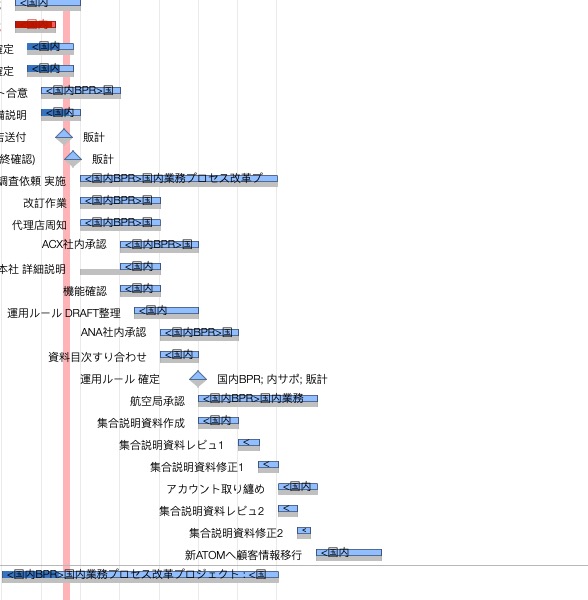 <国内
<国内
確定 <国内
確定 <国内
ト合意 <国内BPR>国
備説明 <国内
送付 販計
終確認) 販計
調査依頼 実施 <国内BPR>国内業務プロセス改革プ
改訂作業 <国内BPR>国
代理店周知 <国内BPR>国
ACX社内承認 <国内BPR>国
本社 詳細説明 <国内
機能確認 <国内
運用ルール DRAFT整理 <国内
ANA社内承認 <国内BPR>国
資料目次すり合わせ <国内
運用ルール 確定 国内BPR; 内サポ; 販計
航空局承認 <国内BPR>国内業務
集合説明資料作成 <国内
集合説明資料レビュ1 <
集合説明資料修正1 <
アカウント取り纏め <国内
集合説明資料レビュ2 <
集合説明資料修正2 <
新ATOMへ顧客情報移行 <国内
<国内BPR>国内業務プロセス改革プロジェクト : <国